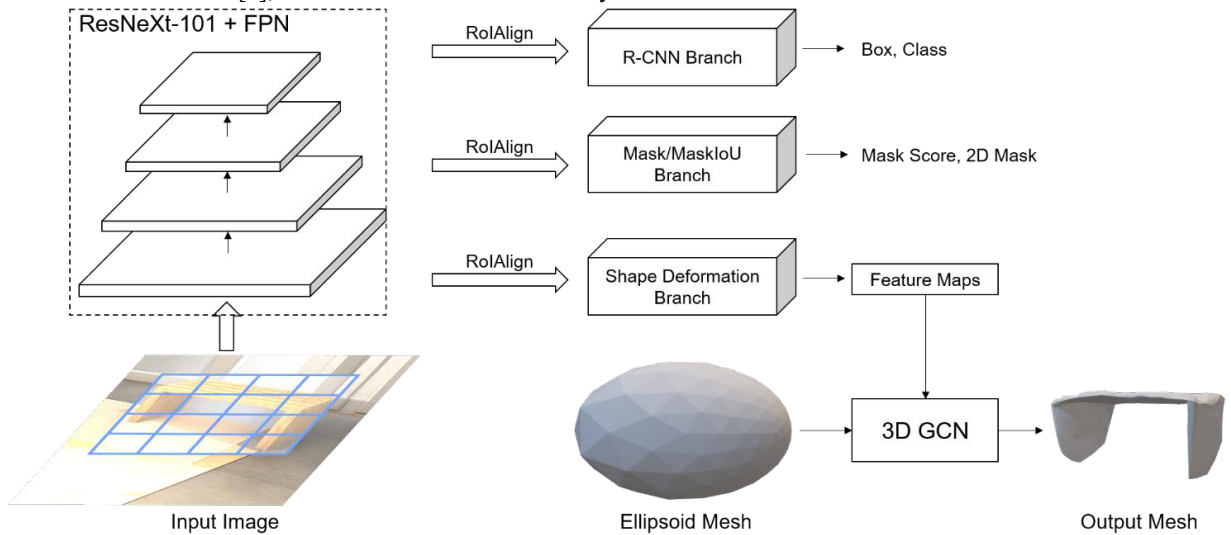 ResNeXt-101 + FPN
RoIAlign
R-CNN Branch
Box, Class
RoIAlign
Mask/MaskIoU
Branch
Mask Score, 2D Mask
RoIAlign
Shape Deformation
Branch
Feature Maps
3D GCN
Input Image
Ellipsoid Mesh
Output Mesh